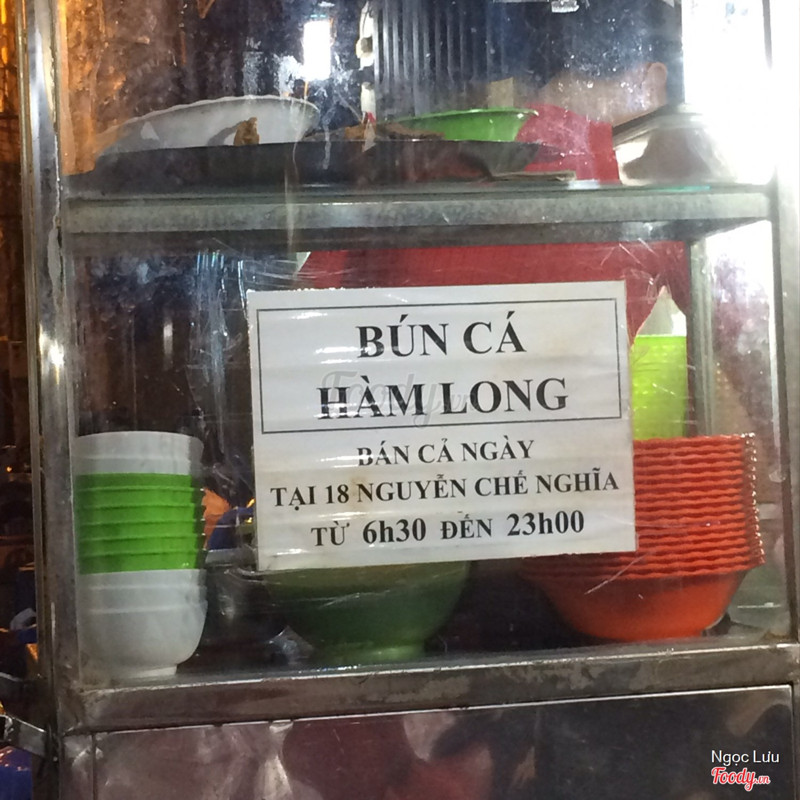 BÚN CÁ
HÀM LONG
BÁN CẢ NGÀY
TẠI 18 NGUYỄN CHẾ NGHĨA
TỪ 6h30 ĐẾN 23h00
Ngọc Lưu
Foody.vn